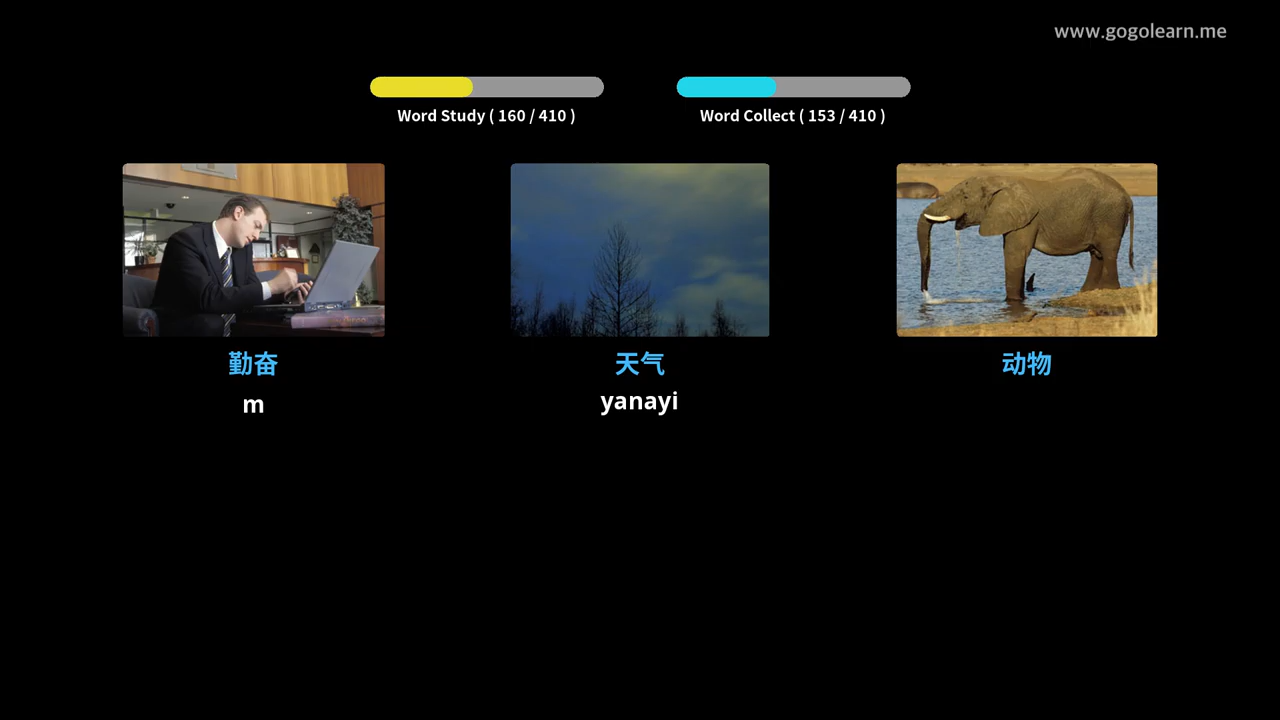 www.gogolearn.me
Word Study ( 160 / 410 )
Word Collect ( 153 / 410 )
勤奋
天气
动物
m
yanayi